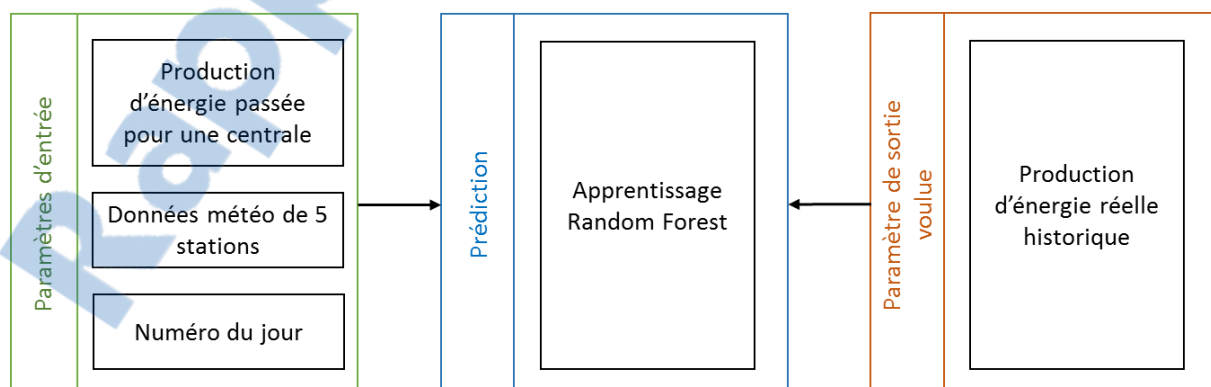 Paramètres d'entrée
Production
d'énergie passée
pour une centrale
Données météo de 5
stations
Numéro du jour
Prédiction
Apprentissage
Random Forest
Paramètre de sortie
voulue
Production
d'énergie réelle
historique